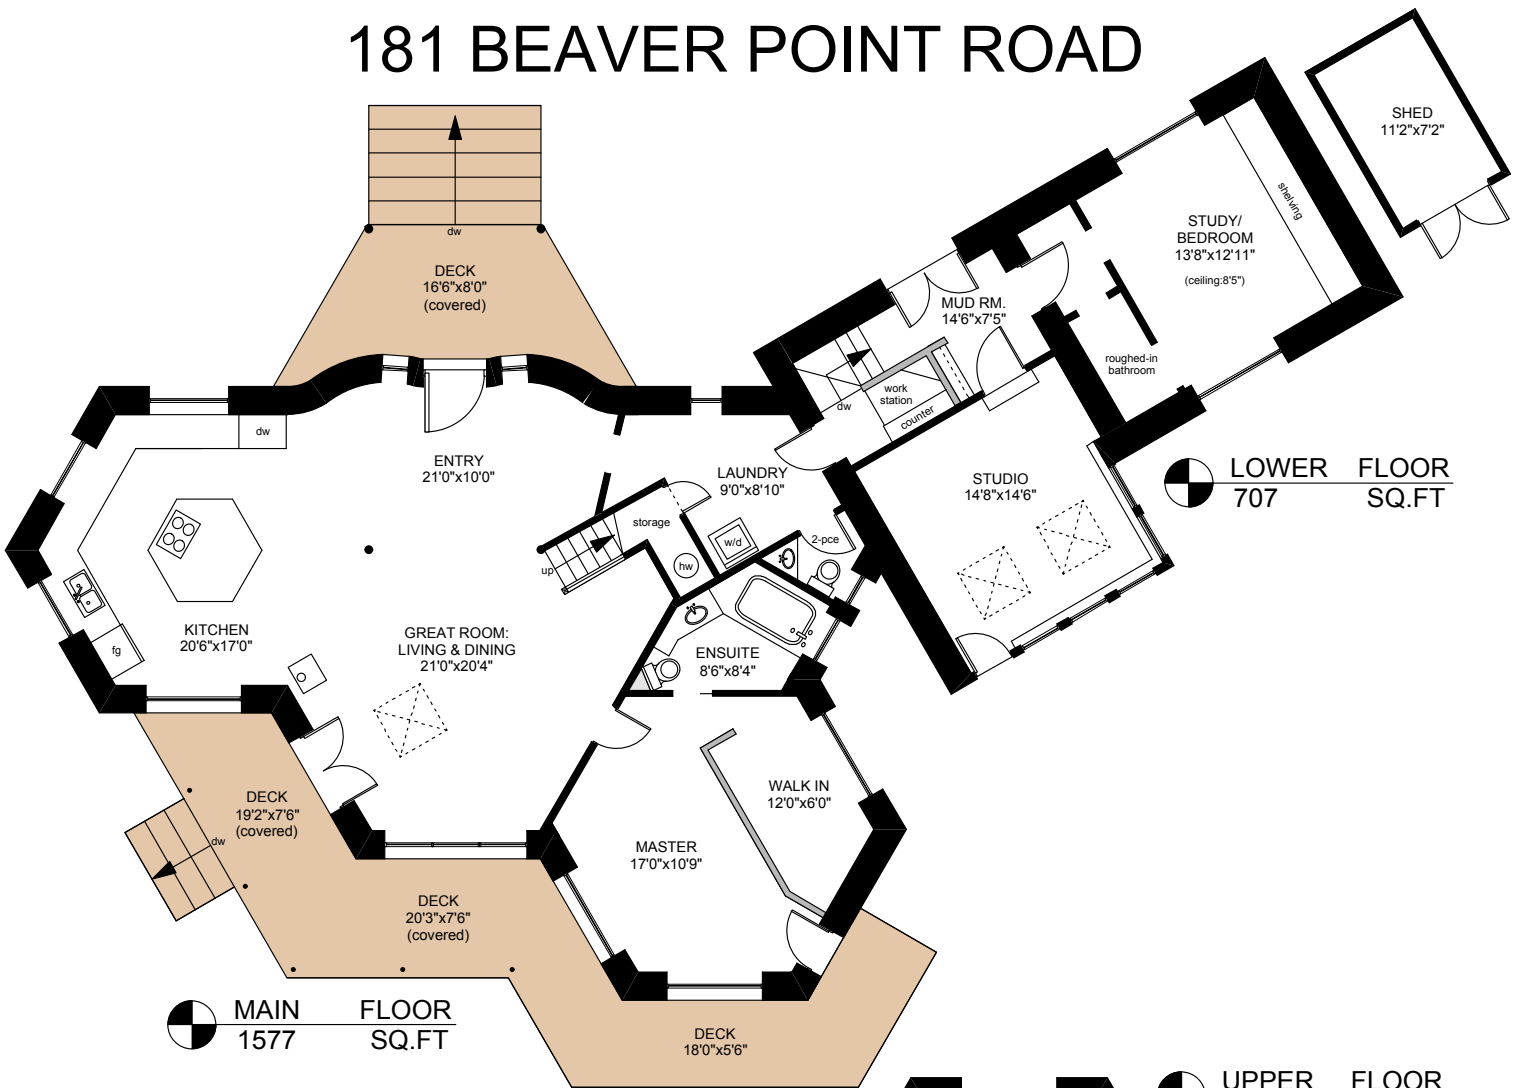 181 BEAVER POINT ROAD
SHED
11'2"x7'2"
shelving
STUDY/
BEDROOM
13'8"x12'11"
(ceiling:8'5")
dw
DECK
16'6"x8'0"
(covered)
MUD RM.
14'6"x7'5"
roughed-in
bathroom
work
station
dw
counter
dw
ENTRY
21'0"x10'0"
LAUNDRY
9'0"x8'10"
STUDIO
14'8"x14'6"
LOWER FLOOR
707 SQ.FT
storage
w/d
2-pce
up
hw
KITCHEN
20'6"x17'0"
fg
GREAT ROOM:
LIVING & DINING
21'0"x20'4"
ENSUITE
8'6"x8'4"
WALK IN
12'0"x6'0"
DECK
19'2"x7'6"
(covered)
dw
MASTER
17'0"x10'9"
DECK
20'3"x7'6"
(covered)
MAIN FLOOR
1577 SQ.FT
DECK
18'0"x5'6"
UPPER FLOOR